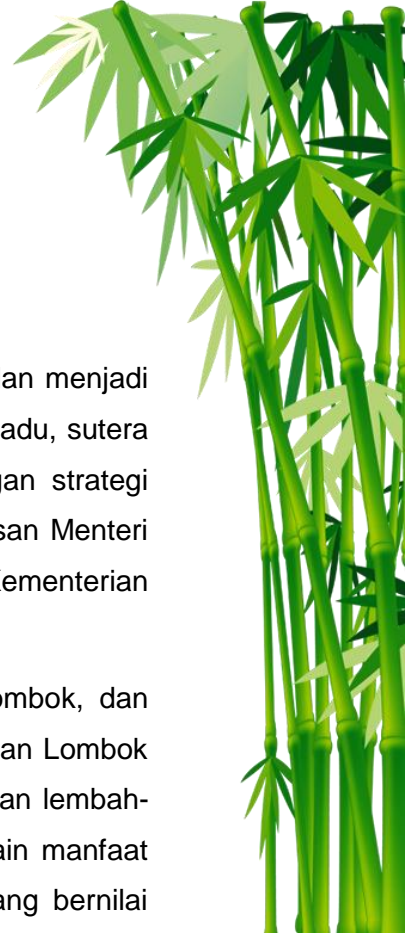 an menjadi
adu, sutera
gan strategi
san Menteri
Kementerian
ombok, dan
an Lombok
an lembah-
ain manfaat
ang bernilai